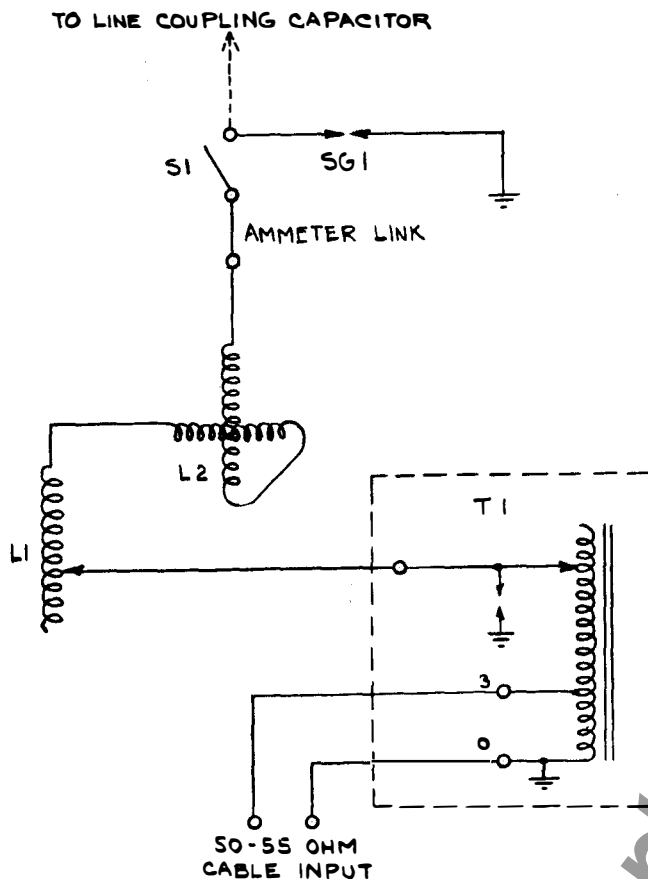 TO LINE COUPLING CAPACITOR
S1
SG1
AMMETER LINK
L2
T1
L1
3
0
50-55 OHM
CABLE INPUT